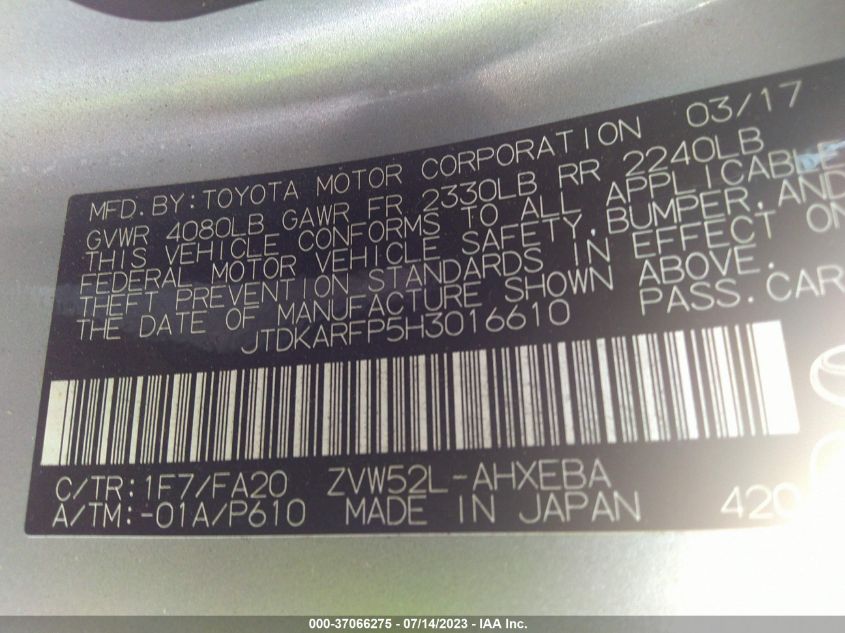 MFD. BY: TOYOTA MOTOR CORPORATION 03/17
GVWR 4080LB GAWR FR 2330LB RR 2240LB
THIS VEHICLE CONFORMS TO ALL APPLICABLE
FEDERAL MOTOR VEHICLE SAFETY, BUMPER, AND
THEFT PREVENTION STANDARDS IN EFFECT ON
THE DATE OF MANUFACTURE SHOWN ABOVE.
JTDKARFP5H3016610 PASS. CAR
C/TR: 1F7/FA20 ZVW52L-AHXEBA
A/TM: -01A/P610 MADE IN JAPAN 420
000-37066275 - 07/14/2023 - IAA Inc.